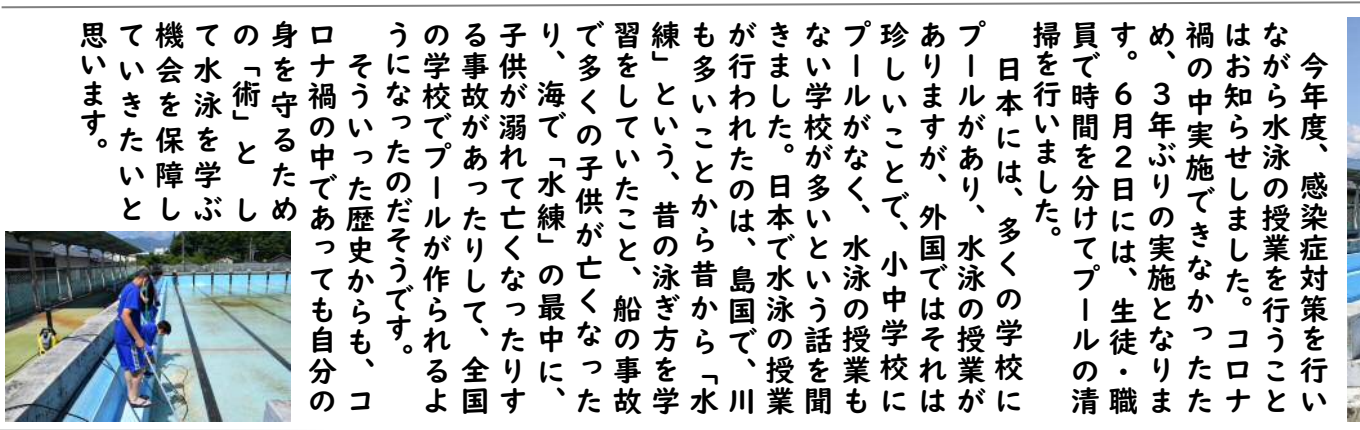 今年度、感染症対策を行い
ながら水泳の授業を行うこと
はお知らせしました。コロナ
禍の中実施できなかったた
め、３年ぶりの実施となりま
す。６月２日には、生徒・職
員で時間を分けてプールの清
掃を行いました。
日本には、多くの学校に
プールがあり、水泳の授業が
ありますが、外国ではそれは
珍しいことで、小中学校に
プールがなく、水泳の授業も
ない学校が多いという話を聞
きました。日本で水泳の授業
が行われたのは、島国で、川
も多いことから昔から「水
練」という、昔の泳ぎ方を学
習をしていたこと、船の事故
で多くの子供が亡くなった
り、海で「水練」の最中に、
子供が溺れて亡くなったりす
る事故があったりして、全国
の学校でプールが作られるよ
うになったのだそうです。
そういった歴史からも、コ
ロナ禍の中であっても自分の
身を守るため
の「術」とし
て水泳を学ぶ
機会を保障し
ていきたいと
思います。